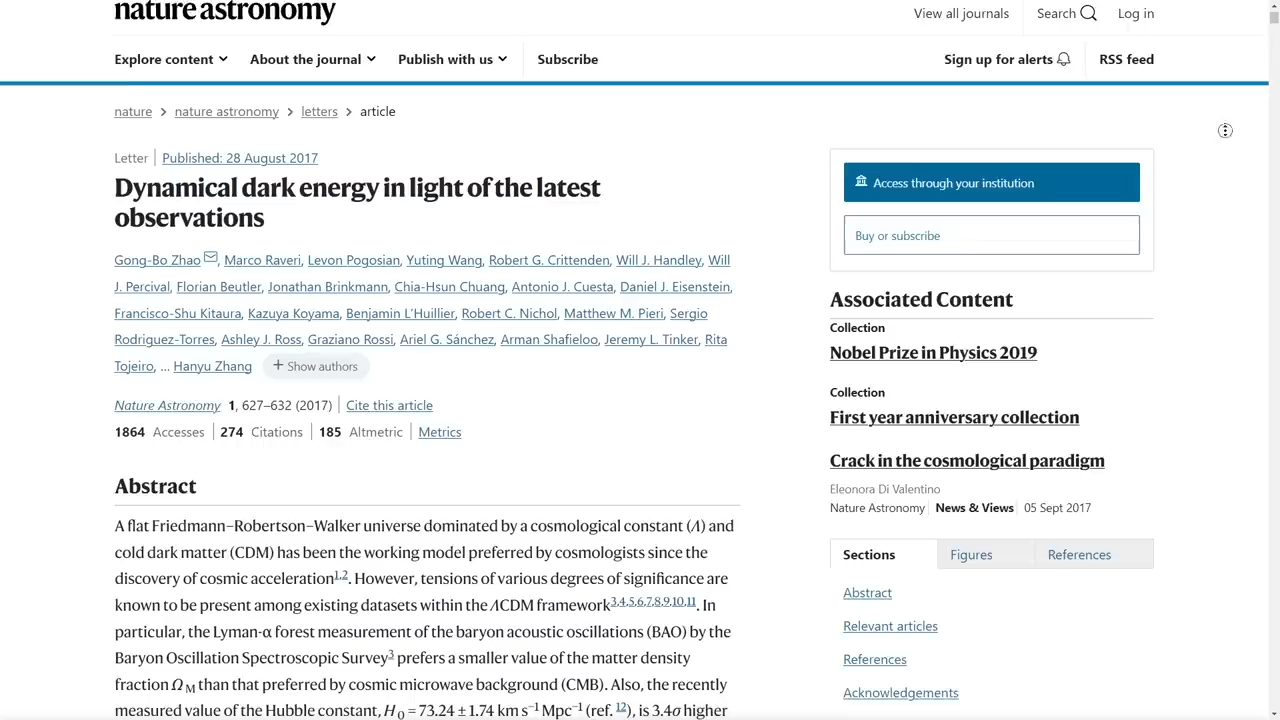 nature astronomy
View all journals
Search
Log in
Explore content
About the journal
Publish with us
Subscribe
Sign up for alerts
RSS feed
nature > nature astronomy > letters > article
Letter | Published: 28 August 2017
Dynamical dark energy in light of the latest
observations
Gong-Bo Zhao, Marco Raveri, Levon Pogosian, Yuting Wang, Robert G. Crittenden, Will J. Handley, Will
J. Percival, Florian Beutler, Jonathan Brinkmann, Chia-Hsun Chuang, Antonio J. Cuesta, Daniel J. Eisenstein,
Francisco-Shu Kitaura, Kazuya Koyama, Benjamin L’Huillier, Robert C. Nichol, Matthew M. Pieri, Sergio
Rodriguez-Torres, Ashley J. Ross, Graziano Rossi, Ariel G. Sánchez, Arman Shafieloo, Jeremy L. Tinker, Rita
Tojeiro, … Hanyu Zhang + Show authors
Nature Astronomy 1, 627–632 (2017) | Cite this article
1864 Accesses | 274 Citations | 185 Altmetric | Metrics
Abstract
A flat Friedmann–Robertson–Walker universe dominated by a cosmological constant (Λ) and
cold dark matter (CDM) has been the working model preferred by cosmologists since the
discovery of cosmic acceleration1,2. However, tensions of various degrees of significance are
known to be present among existing datasets within the ΛCDM framework3,4,5,6,7,8,9,10,11. In
particular, the Lyman-α forest measurement of the baryon acoustic oscillations (BAO) by the
Baryon Oscillation Spectroscopic Survey3 prefers a smaller value of the matter density
fraction ΩM than that preferred by cosmic microwave background (CMB). Also, the recently
measured value of the Hubble constant, H0 = 73.24 ± 1.74 km s−1 Mpc−1 (ref. 12), is 3.4σ higher
Access through your institution
Buy or subscribe
Associated Content
Collection
Nobel Prize in Physics 2019
Collection
First year anniversary collection
Crack in the cosmological paradigm
Eleonora Di Valentino
Nature Astronomy | News & Views | 05 Sept 2017
Sections
Figures
References
Abstract
Relevant articles
References
Acknowledgements